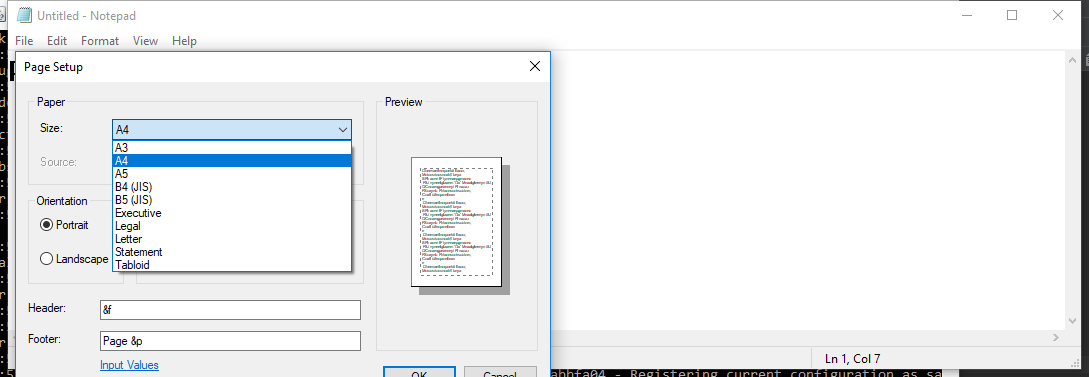 Untitled - Notepad
File Edit Format View Help
Page Setup
Paper
Preview
Size:
A4
A3
A4
A5
B4 (JIS)
B5 (JIS)
Executive
Legal
Letter
Statement
Tabloid
Source:
Orientation
Portrait
Landscape
Header:
&f
Footer:
Page &p
Input Values
OK
Cancel
Ln 1, Col 7
- Registering current configuration as